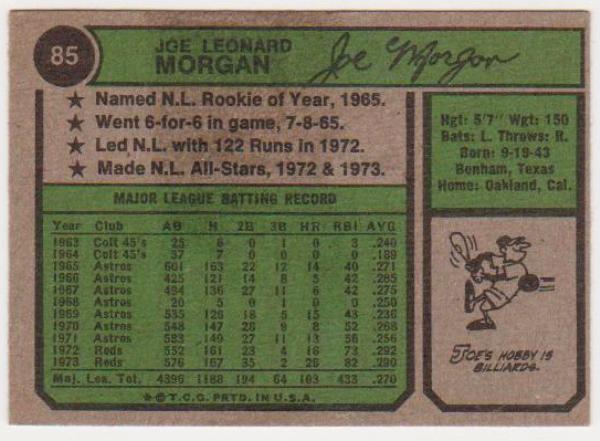 85
JOE LEONARD
MORGAN
Joe Morgan
★ Named N.L. Rookie of Year, 1965.
★ Went 6-for-6 in game, 7-8-65.
★ Led N.L. with 122 Runs in 1972.
★ Made N.L. All-Stars, 1972 & 1973.
MAJOR LEAGUE BATTING RECORD
Year Club AB H 2B 3B HR RBI AVG
1963 Colt 45's 25 6 0 1 0 3 .240
1964 Colt 45's 37 7 0 0 0 0 .189
1965 Astros 601 163 22 12 14 40 .271
1966 Astros 425 121 14 8 5 42 .285
1967 Astros 494 136 27 11 6 42 .275
1968 Astros 20 5 0 1 0 0 .250
1969 Astros 535 126 18 5 15 43 .236
1970 Astros 548 147 28 9 8 52 .268
1971 Astros 583 149 27 11 13 56 .256
1972 Reds 552 161 23 4 16 73 .292
1973 Reds 576 167 35 2 26 82 .290
Maj. Lea. Tot. 4396 1188 194 64 103 433 .270
★ © T.C.G. PRTD. IN U.S.A.
Hgt: 5'7" Wgt: 150
Bats: L. Throws: R.
Born: 9-19-43
Bonham, Texas
Home: Oakland, Cal.
JOE'S HOBBY IS
BILLIARDS.